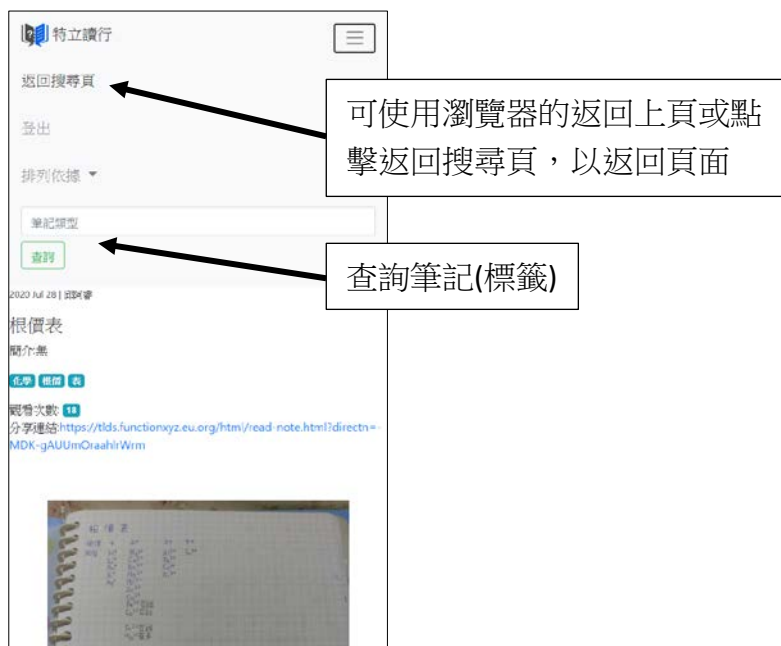 特立讀行
返回搜尋頁
登出
排列依據
筆記類型
查詢
可使用瀏覽器的返回上頁或點
擊返回搜尋頁，以返回頁面
查詢筆記(標籤)
2020 Jul 28 |
根價表
簡介:無
化學 根價 表
觀看次數: 18
分享連結:https://tlds.functionxyz.eu.org/html/read-note.html?directn=-
MDK-gAUUmOraahIrWrm
根價表